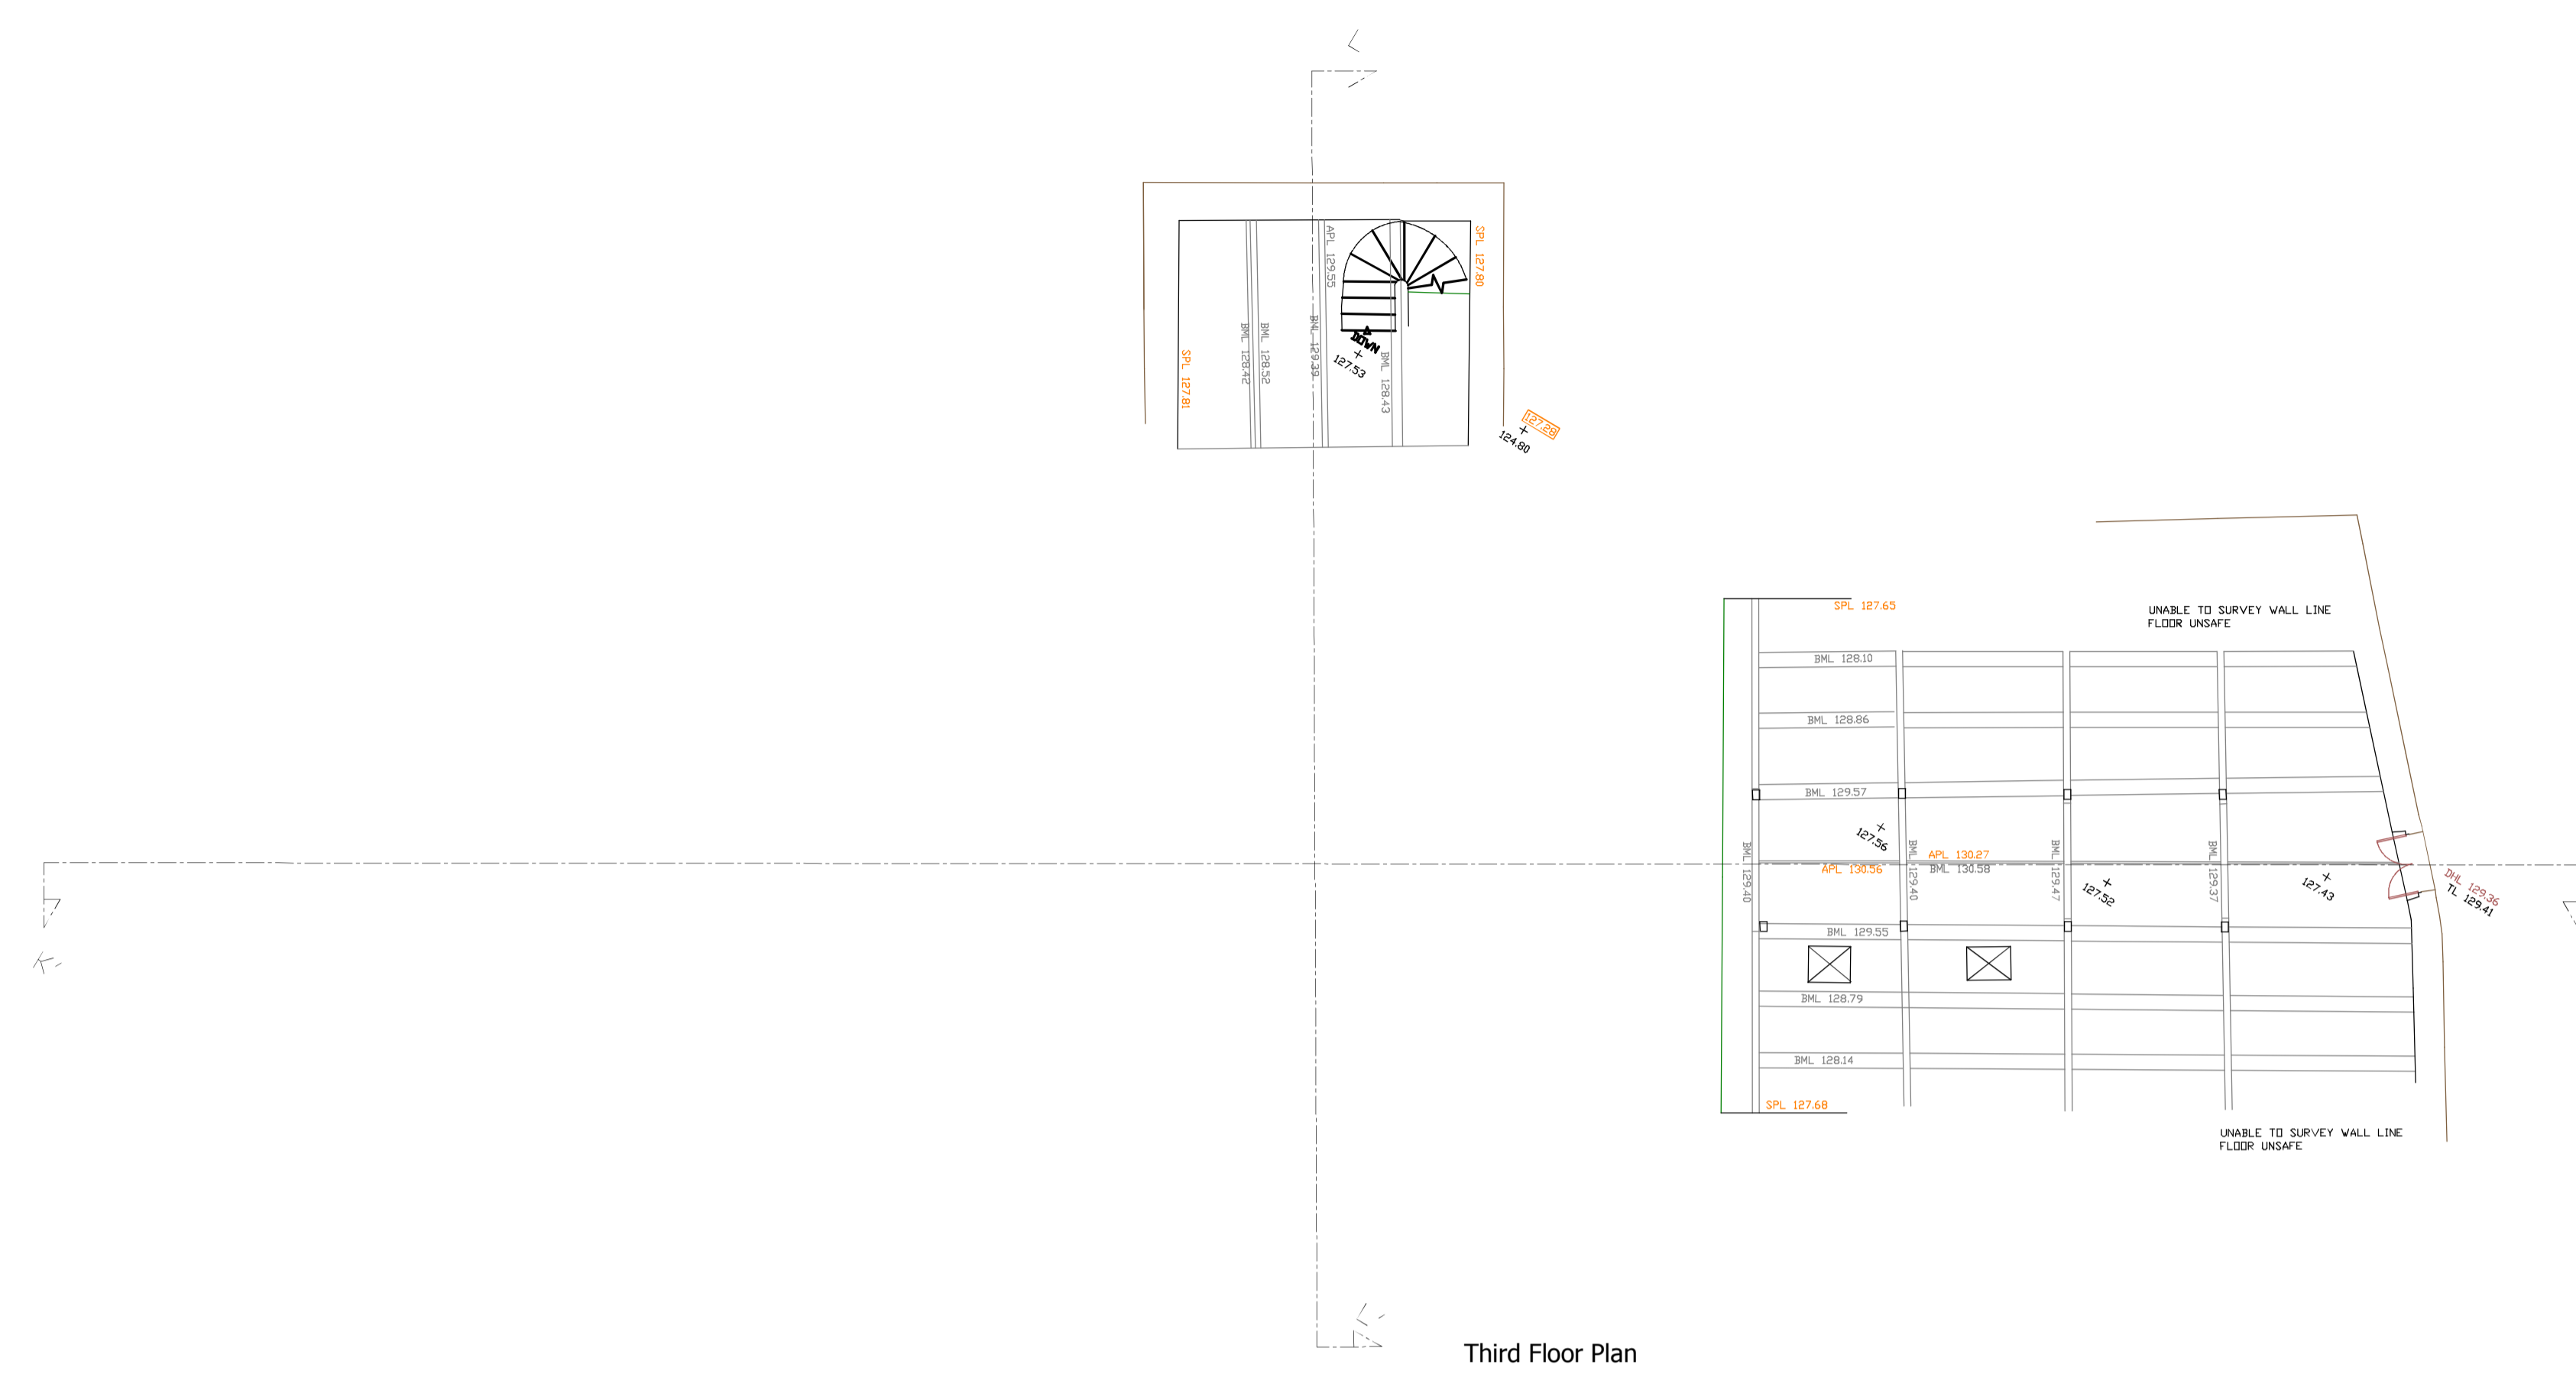 L
APL 129.55
SPL 127.80
BML 128.42
BML 128.52
BML 129.39
DOWN
127.53
BML 128.43
SPL 127.81
127.28
124.80
SPL 127.65
UNABLE TO SURVEY WALL LINE
FLOOR UNSAFE
BML 128.10
BML 128.86
BML 129.57
127.56
BML 129.40
APL 130.56
BML 129.40
APL 130.27
BML 130.58
BML 129.47
127.52
BML 129.37
127.43
DHL 129.36
TL 129.41
K'
BML 129.55
BML 128.79
BML 128.14
SPL 127.68
UNABLE TO SURVEY WALL LINE
FLOOR UNSAFE
L'
Third Floor Plan